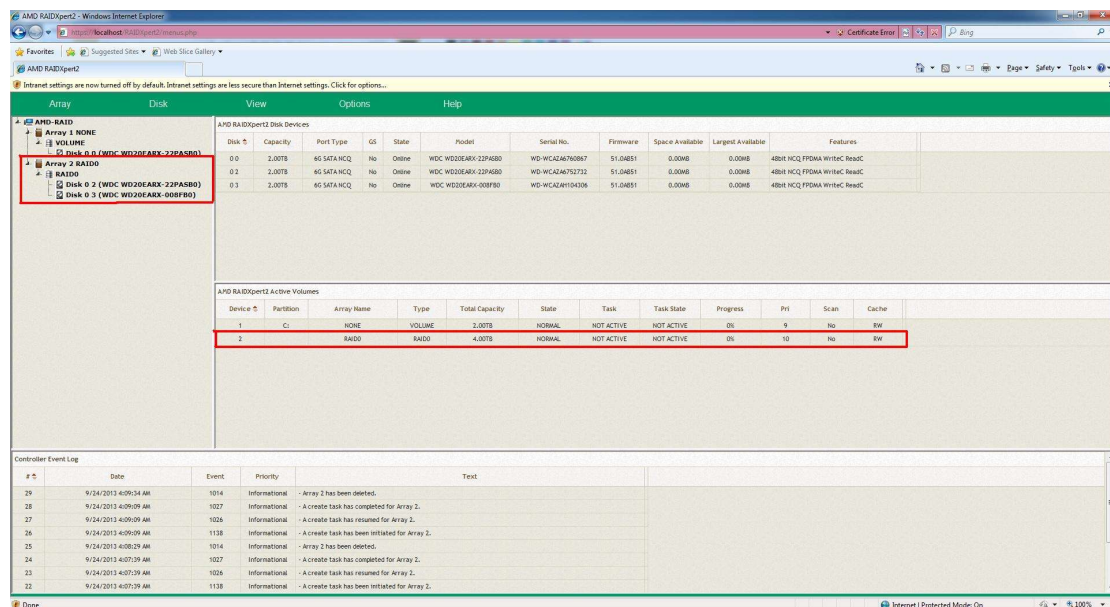 AMD RAIDXpert2 - Windows Internet Explorer
https://localhost/RAIDXpert2/menuc.php Certificate Error Bing
Favorites Suggested Sites Web Slice Gallery
AMD RAIDXpert2 Page Safety Tools
Intranet settings are now turned off by default. Intranet settings are less secure than Internet settings. Click for options...
Array Disk View Options Help
AMD-RAID
Array 1 NONE
VOLUME
Disk 0 0 (WDC WD20EARX-22PASB0)
Array 2 RAID0
RAID0
Disk 0 2 (WDC WD20EARX-22PASB0)
Disk 0 3 (WDC WD20EARX-008FB0)
AMD RAIDXpert2 Disk Devices
Disk Capacity Port Type GS State Model Serial No. Firmware Space Available Largest Available Features
0 0 2.00TB 6G SATA NCQ No Online WDC WD20EARX-22PASB0 WD-WCAZA6760867 51.0AB51 0.00MB 0.00MB 48bit NCQ FPDMA WriteC ReadC
0 2 2.00TB 6G SATA NCQ No Online WDC WD20EARX-22PASB0 WD-WCAZA6752732 51.0AB51 0.00MB 0.00MB 48bit NCQ FPDMA WriteC ReadC
0 3 2.00TB 6G SATA NCQ No Online WDC WD20EARX-008FB0 WD-WCAZAH104306 51.0AB51 0.00MB 0.00MB 48bit NCQ FPDMA WriteC ReadC
AMD RAIDXpert2 Active Volumes
Device Partition Array Name Type Total Capacity State Task Task State Progress Pri Scan Cache
1 C: NONE VOLUME 2.00TB NORMAL NOT ACTIVE NOT ACTIVE 0% 9 No RW
2 RAID0 RAID0 4.00TB NORMAL NOT ACTIVE NOT ACTIVE 0% 10 No RW
Controller Event Log
# Date Event Priority Text
29 9/24/2013 4:09:34 AM 1014 Informational - Array 2 has been deleted.
28 9/24/2013 4:09:09 AM 1027 Informational - A create task has completed for Array 2.
27 9/24/2013 4:09:09 AM 1026 Informational - A create task has resumed for Array 2.
26 9/24/2013 4:09:09 AM 1138 Informational - A create task has been initiated for Array 2.
25 9/24/2013 4:08:29 AM 1014 Informational - Array 2 has been deleted.
24 9/24/2013 4:07:39 AM 1027 Informational - A create task has completed for Array 2.
23 9/24/2013 4:07:39 AM 1026 Informational - A create task has resumed for Array 2.
22 9/24/2013 4:07:39 AM 1138 Informational - A create task has been initiated for Array 2.
Done Internet | Protected Mode: On 100%